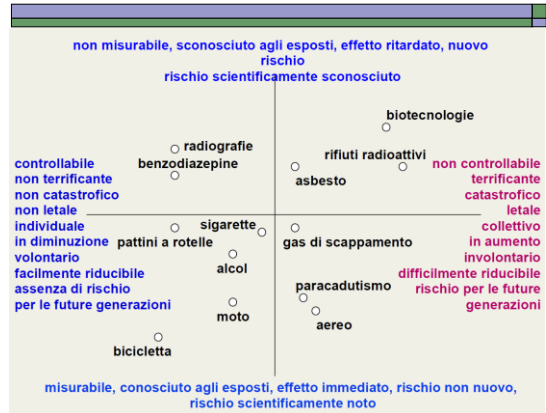 non misurabile, sconosciuto agli esposti, effetto ritardato, nuovo
rischio
rischio scientificamente sconosciuto
biotecnologie
radiografie
benzodiazepine
rifiuti radioattivi
asbesto
controllabile
non terrificante
non catastrofico
non letale
individuale
in diminuzione
volontario
facilmente riducibile
assenza di rischio
per le future generazioni
non controllabile
terrificante
catastrofico
letale
collettivo
in aumento
involontario
difficilmente riducibile
rischio per le future
generazioni
sigarette
pattini a rotelle
gas di scappamento
alcol
moto
paracadutismo
aereo
bicicletta
misurabile, conosciuto agli esposti, effetto immediato, rischio non nuovo,
rischio scientificamente noto